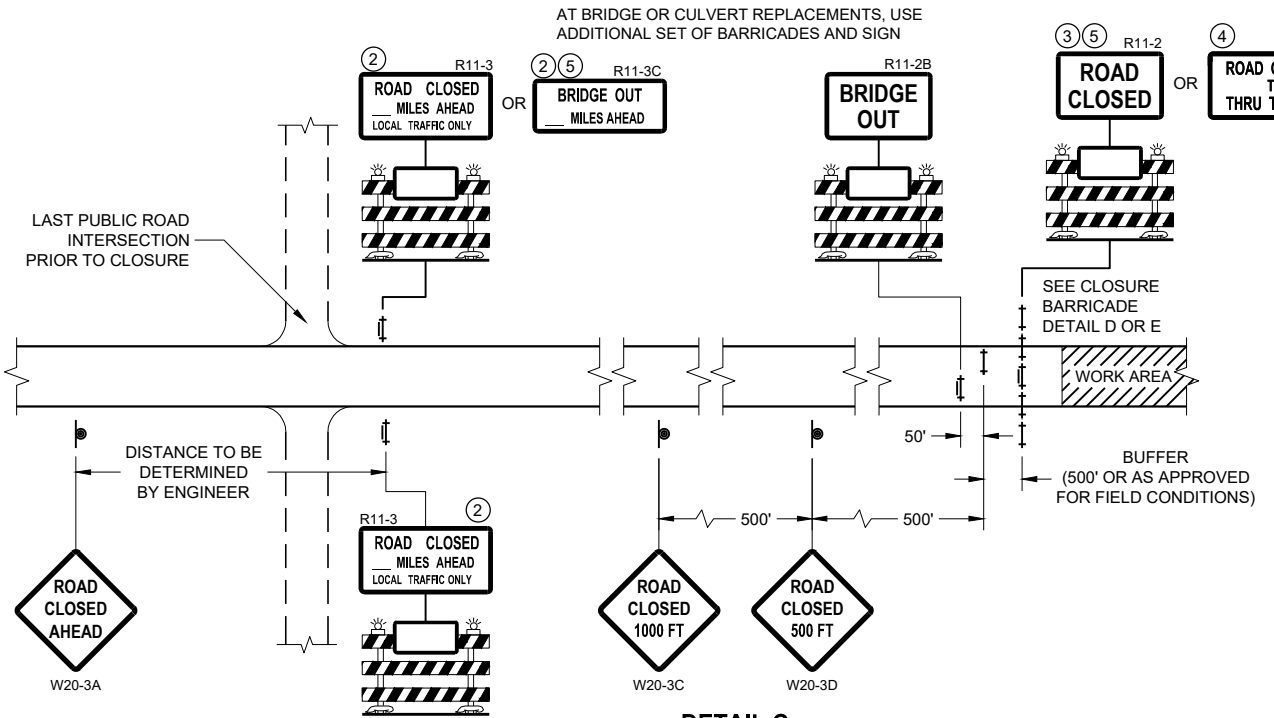 AT BRIDGE OR CULVERT REPLACEMENTS, USE
ADDITIONAL SET OF BARRICADES AND SIGN
2
R11-3
ROAD CLOSED
___ MILES AHEAD
LOCAL TRAFFIC ONLY
OR
2 5
R11-3C
BRIDGE OUT
___ MILES AHEAD
R11-2B
BRIDGE
OUT
3 5
R11-2
ROAD
CLOSED
OR
4
ROAD
THRU
LAST PUBLIC ROAD
INTERSECTION
PRIOR TO CLOSURE
SEE CLOSURE
BARRICADE
DETAIL D OR E
WORK AREA
DISTANCE TO BE
DETERMINED
BY ENGINEER
50'
BUFFER
(500' OR AS APPROVED
FOR FIELD CONDITIONS)
500'
500'
R11-3
2
ROAD CLOSED
___ MILES AHEAD
LOCAL TRAFFIC ONLY
ROAD
CLOSED
AHEAD
W20-3A
ROAD
CLOSED
1000 FT
W20-3C
ROAD
CLOSED
500 FT
W20-3D